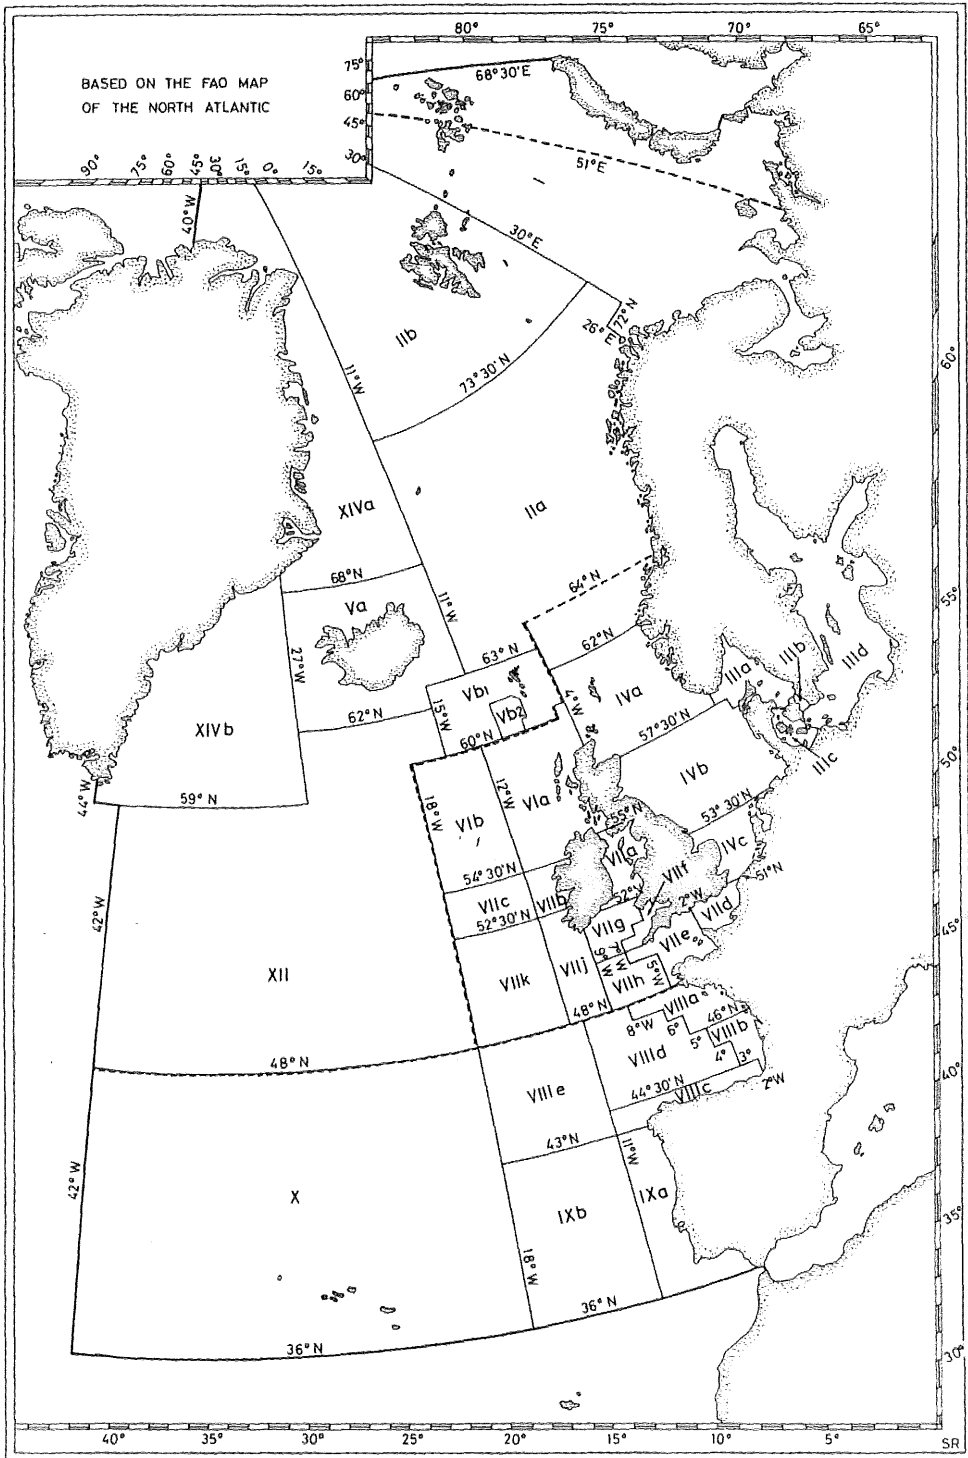 80° 75° 70° 65°
BASED ON THE FAO MAP
OF THE NORTH ATLANTIC
75°
60°
45°
30°
68°30'E
90° 75° 60° 45° 30° 15° 0° 15°
51°E
40°W
30°E
72°N
26°E
IIb
60°
11°W
73°30'N
XIVa
IIa
64°N
68°N
55°
Va
11°W
62°N
IIIb
27°W
63°N
IIId
IIIa
Vb1
IVa
4°W
15°W
Vb2
62°N
57°30'N
XIVb
60°N
50°
IIIc
IVb
44°W
59°N
12°W
VIa
53°30'N
18°W
VIb
55°N
IVc
VIIa
54°30'N
VIIf
51°N
42°W
VIIc
VIIb
52°N
2°W
VIId
52°30'N
VIIg
45°
VIIe
7°W
9°W
XII
VIIj
5°W
VIIk
VIIh
48°N
VIIIa
46°N
8°W
6°
VIIIb
5°
VIIId
48°N
4°
3°
40°
44°30'N
2°W
VIIIe
VIIIc
43°N
11°W
42°W
X
IXa
IXb
35°
18°W
36°N
36°N
30°
40° 35° 30° 25° 20° 15° 10° 5°
SR